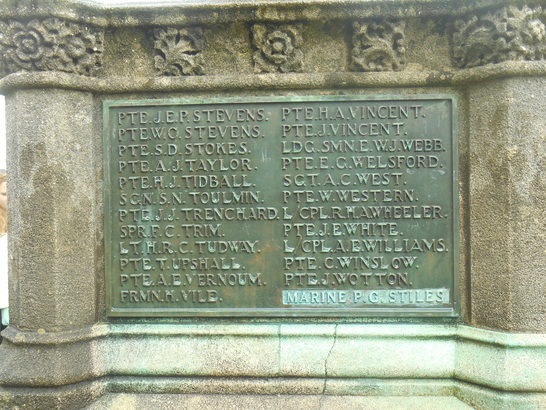 PTE. J.E.P. STEVENS.
PTE. W.G. STEVENS.
PTE. S.D. STOKES.
PTE. A.J. TAYLOR.
PTE. H.J. TIDBALL.
SGN. S.N. TOULMIN.
PTE. J.J. TRENCHARD.
SPR. F.C. TRIM.
LT. H.R.C. TUDWAY.
PTE. T. UPSHALL.
PTE. A.E. VERNOUM.
FRMN. H. VILE.
PTE. H.A. VINCENT.
PTE. J. VINCENT.
LDG. SMN. E.W.J. WEBB.
PTE. E.G. WELSFORD.
SGT. A.G. WEST.
PTE. W. WESTERN.
L/CPL. R.H.A. WHEELER.
PTE. J.E. WHITE.
L/CPL. A.E. WILLIAMS.
PTE. C. WINSLOW.
PTE. J. WOTTON.
MARINE. P.G. STILES